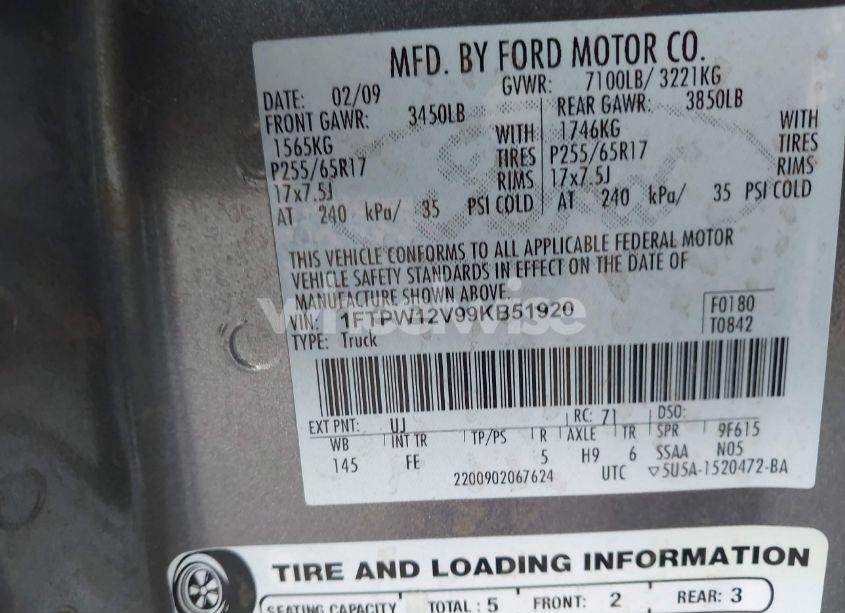 MFD. BY FORD MOTOR CO.
DATE: 02/09 GVWR: 7100LB/ 3221KG
FRONT GAWR: 3450LB REAR GAWR: 3850LB
1565KG WITH 1746KG WITH
P255/65R17 TIRES P255/65R17 TIRES
17x7.5J RIMS 17x7.5J RIMS
AT 240 kPa/ 35 PSI COLD AT 240 kPa/ 35 PSI COLD
THIS VEHICLE CONFORMS TO ALL APPLICABLE FEDERAL MOTOR
VEHICLE SAFETY STANDARDS IN EFFECT ON THE DATE OF
MANUFACTURE SHOWN ABOVE.
VIN: 1FTPW12V99KB51920 F0180
TYPE: Truck T0842
EXT PNT: UJ RC: 71 DSO:
WB INT TR TP/PS R AXLE TR SPR 9F615
145 FE 5 H9 6 SSAA N05
2200902067624 UTC ▽5U5A-1520472-BA
TIRE AND LOADING INFORMATION
SEATING CAPACITY TOTAL : 5 FRONT: 2 REAR: 3